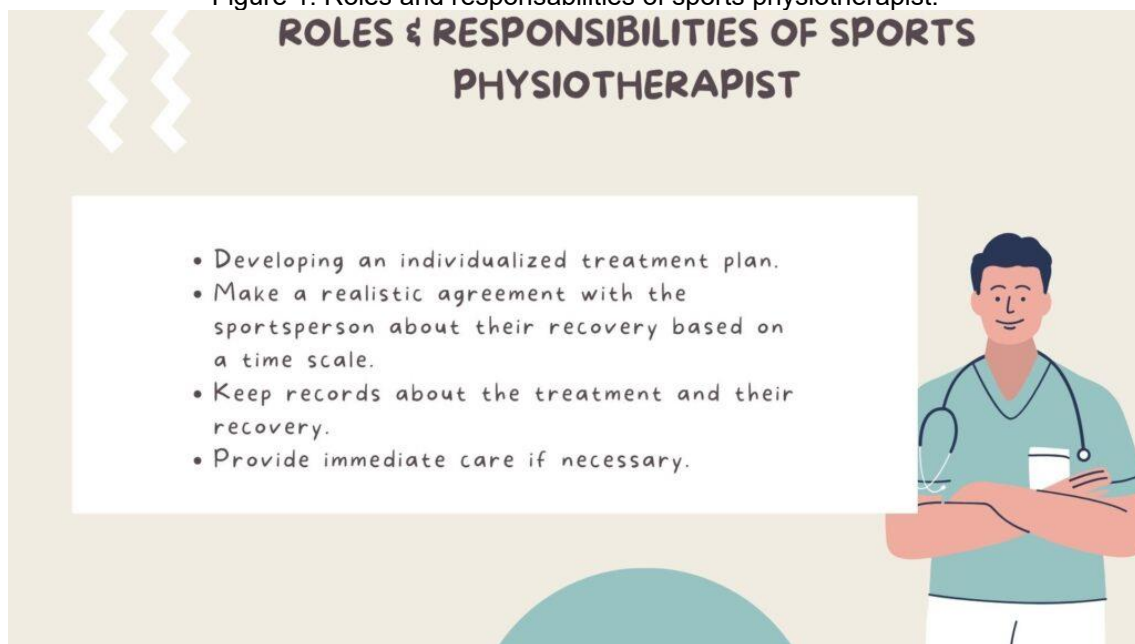 Figure 1. Roles and responsabilities of sports physiotherapist.
ROLES & RESPONSIBILITIES OF SPORTS
PHYSIOTHERAPIST
• Developing an individualized treatment plan.
• Make a realistic agreement with the
sportsperson about their recovery based on
a time scale.
• Keep records about the treatment and their
recovery.
• Provide immediate care if necessary.